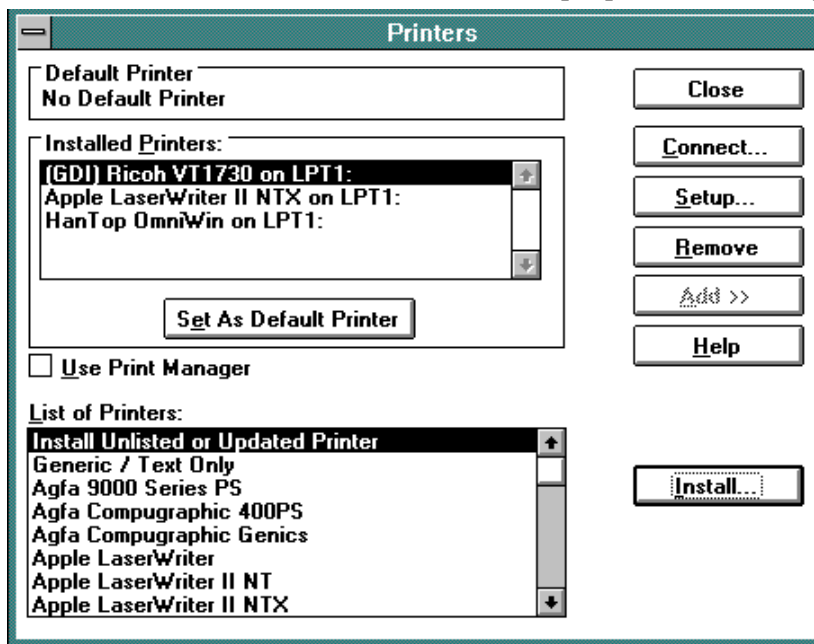 Printers
Default Printer
No Default Printer
Close
Installed Printers:
Connect...
(GDI) Ricoh VT1730 on LPT1:
Apple LaserWriter II NTX on LPT1:
HanTop OmniWin on LPT1:
Setup...
Remove
Add >>
Set As Default Printer
Help
Use Print Manager
List of Printers:
Install Unlisted or Updated Printer
Generic / Text Only
Agfa 9000 Series PS
Install...
Agfa Compugraphic 400PS
Agfa Compugraphic Genics
Apple LaserWriter
Apple LaserWriter II NT
Apple LaserWriter II NTX